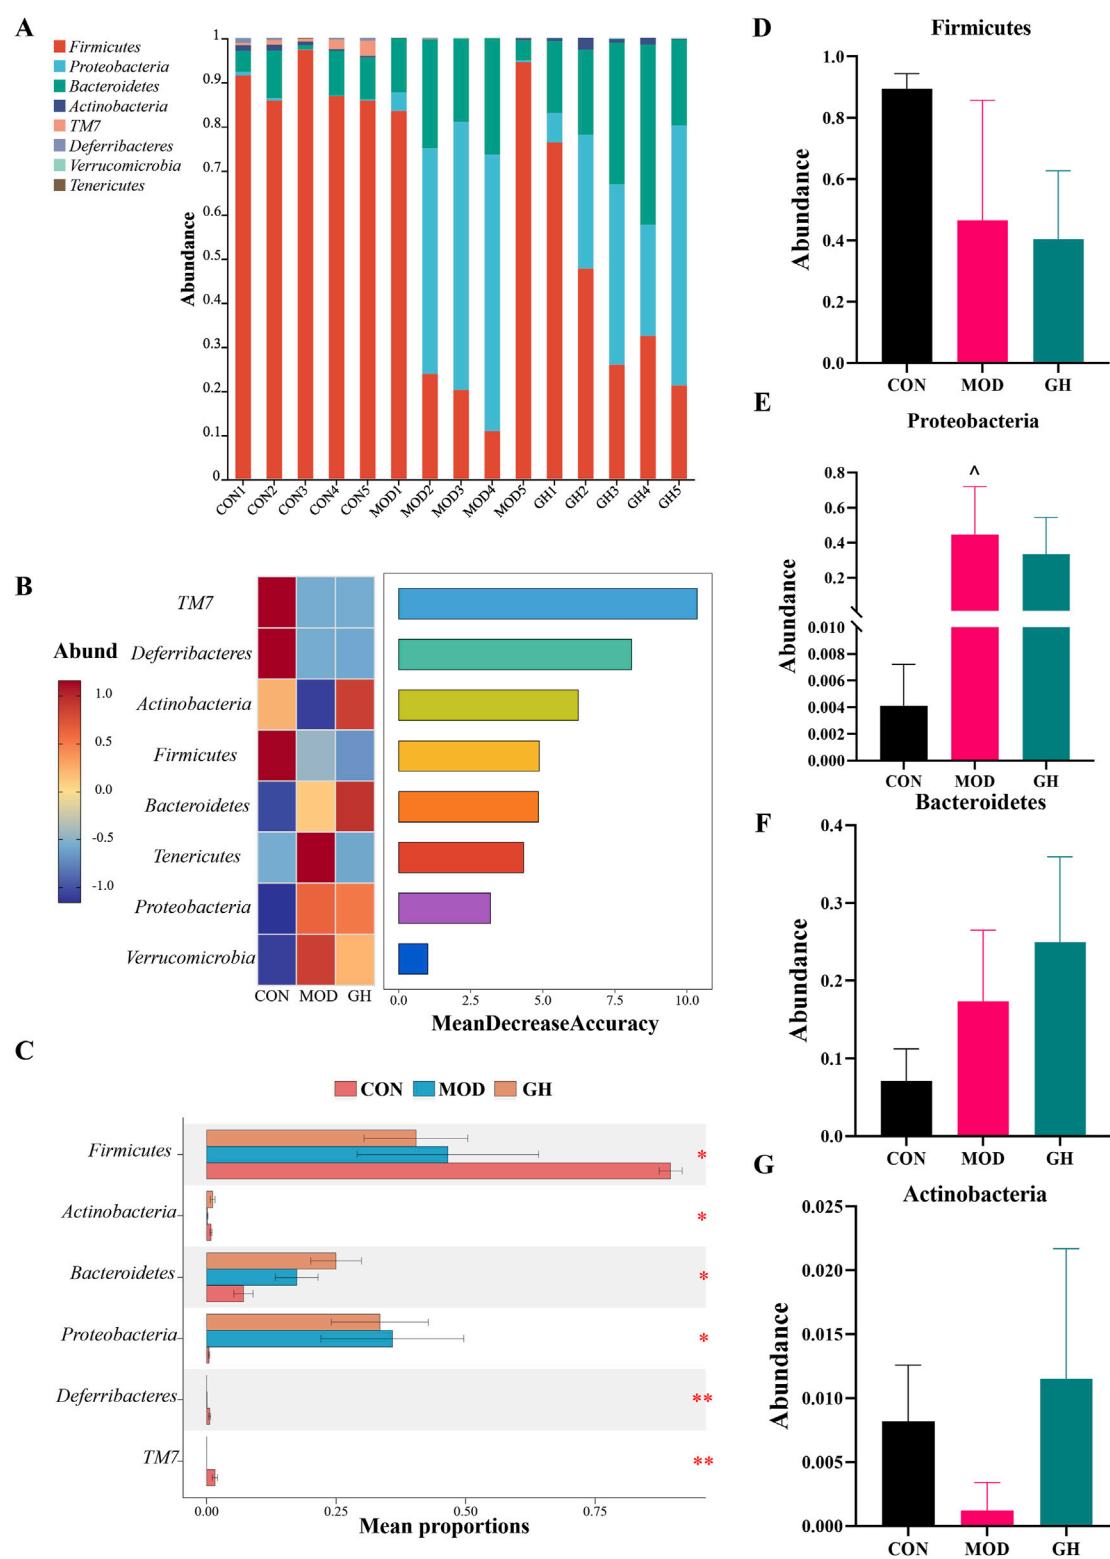 A
Firmicutes
Proteobacteria
Bacteroidetes
Actinobacteria
TM7
Deferribacteres
Verrucomicrobia
Tenericutes
Abundance
1
0.9
0.8
0.7
0.6
0.5
0.4
0.3
0.2
0.1
0
CON1
CON2
CON3
CON4
CON5
MOD1
MOD2
MOD3
MOD4
MOD5
GH1
GH2
GH3
GH4
GH5
B
Abund
1.0
0.5
0.0
-0.5
-1.0
TM7
Deferribacteres
Actinobacteria
Firmicutes
Bacteroidetes
Tenericutes
Proteobacteria
Verrucomicrobia
CON MOD GH
0.0 2.5 5.0 7.5 10.0
MeanDecreaseAccuracy
C
CON MOD GH
Firmicutes *
Actinobacteria *
Bacteroidetes *
Proteobacteria *
Deferribacteres **
TM7 **
0.00 0.25 0.50 0.75
Mean proportions
D
Firmicutes
Abundance
1.0
0.8
0.6
0.4
0.2
0.0
CON MOD GH
E
Proteobacteria
Abundance
0.8
0.6
0.4
0.2
0.010
0.008
0.006
0.004
0.002
0.000
^
CON MOD GH
F
Bacteroidetes
Abundance
0.4
0.3
0.2
0.1
0.0
CON MOD GH
G
Actinobacteria
Abundance
0.025
0.020
0.015
0.010
0.005
0.000
CON MOD GH